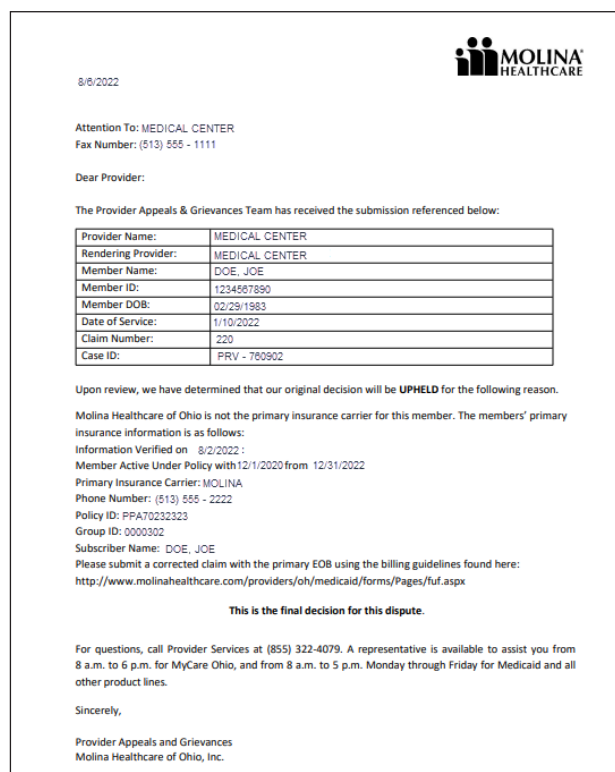 MOLINA
HEALTHCARE
8/6/2022
Attention To: MEDICAL CENTER
Fax Number: (513) 555 - 1111
Dear Provider:
The Provider Appeals & Grievances Team has received the submission referenced below:
Provider Name: MEDICAL CENTER
Rendering Provider: MEDICAL CENTER
Member Name: DOE, JOE
Member ID: 1234567890
Member DOB: 02/29/1983
Date of Service: 1/10/2022
Claim Number: 220
Case ID: PRV - 760902
Upon review, we have determined that our original decision will be UPHELD for the following reason.
Molina Healthcare of Ohio is not the primary insurance carrier for this member. The members’ primary
insurance information is as follows:
Information Verified on 8/2/2022 :
Member Active Under Policy with12/1/2020from 12/31/2022
Primary Insurance Carrier: MOLINA
Phone Number: (513) 555 - 2222
Policy ID: PPA70232323
Group ID: 0000302
Subscriber Name: DOE, JOE
Please submit a corrected claim with the primary EOB using the billing guidelines found here:
http://www.molinahealthcare.com/providers/oh/medicaid/forms/Pages/fuf.aspx
This is the final decision for this dispute.
For questions, call Provider Services at (855) 322-4079. A representative is available to assist you from
8 a.m. to 6 p.m. for MyCare Ohio, and from 8 a.m. to 5 p.m. Monday through Friday for Medicaid and all
other product lines.
Sincerely,
Provider Appeals and Grievances
Molina Healthcare of Ohio, Inc.